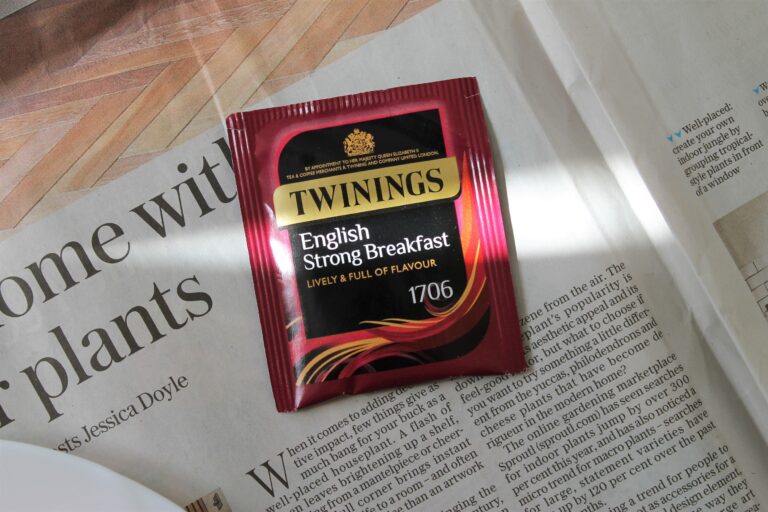 BY APPOINTMENT TO HER MAJESTY QUEEN ELIZABETH II
TEA & COFFEE MERCHANTS R. TWINING AND COMPANY LIMITED LONDON
TWININGS
English
Strong Breakfast
LIVELY & FULL OF FLAVOUR
1706
ome with
plants
sts Jessica Doyle
When it comes to adding
tive impact, few things give as
much bang for your buck as a
well-placed houseplant. A flash of
leaves brightening up a shelf,
from a mantelpiece or cheer
corner brings instant
life to a room – and often
than an artwork
zene from the air. The
plant's popularity is
aesthetic appeal and its
or, but what to choose if
you want to try something a little differ-
ent from the yuccas, philodendrons and
cheese plants that have become de
rigueur in the modern home?
The online gardening marketplace
Sproutl (sproutl.com) has seen searches
for indoor plants jump by over 300
per cent this year, and has also noticed a
micro trend for macro plants – searches
for large, statement varieties have
up by 120 per cent over the past
a trend for people to
as accessories for a
design element,
way they
Well-placed:
create your own
indoor jungle by
grouping tropical-
style plants in front
of a window